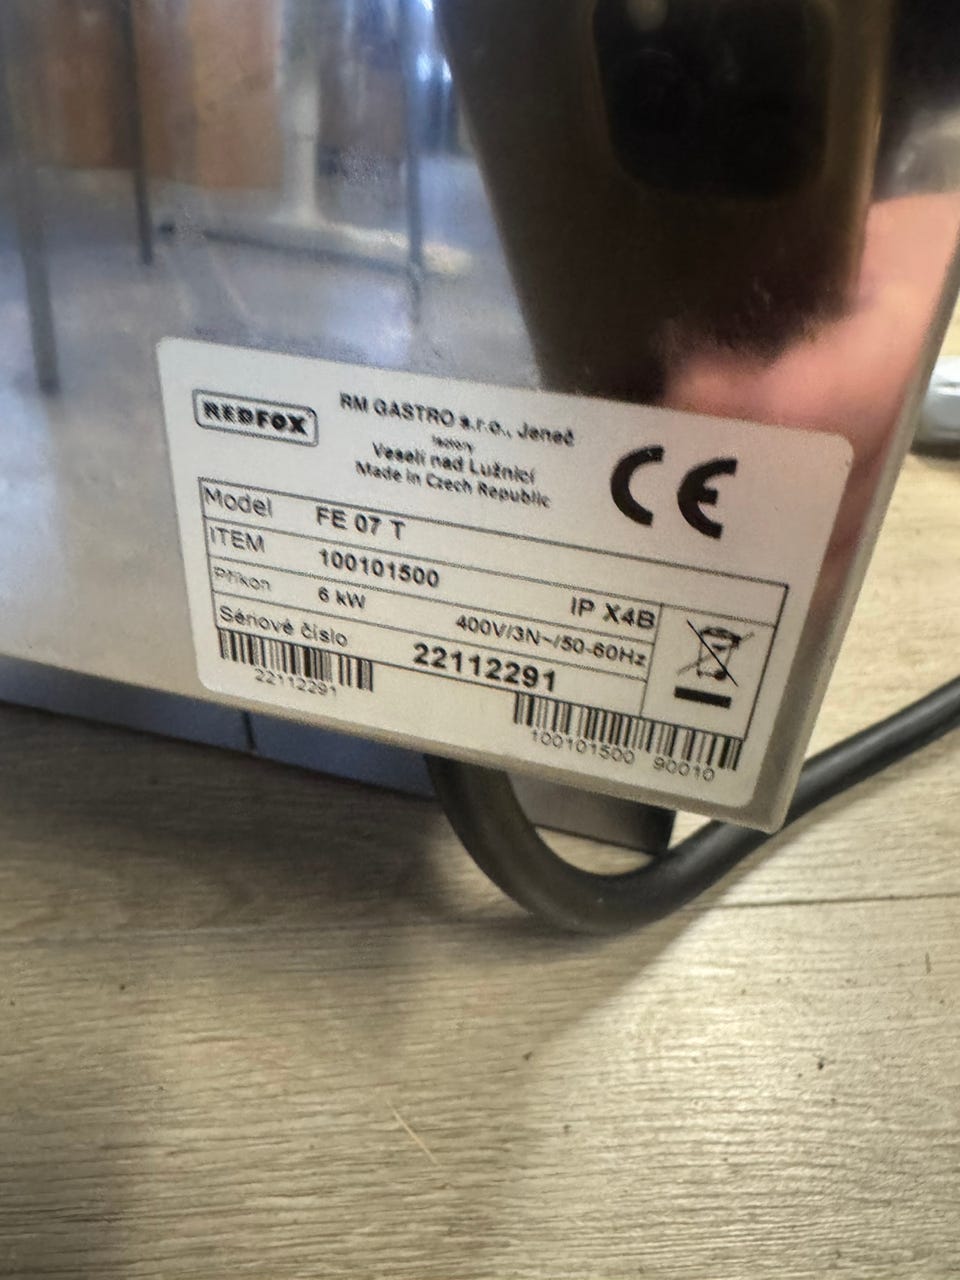 REDFOX
RM GASTRO s.r.o., Jeneč
factory
Veselí nad Lužnicí
Made in Czech Republic
CE
Model FE 07 T
ITEM 100101500 IP X4B
Příkon 6 kW 400V/3N~/50-60Hz
Sériové číslo 22112291
22112291
100101500 90010